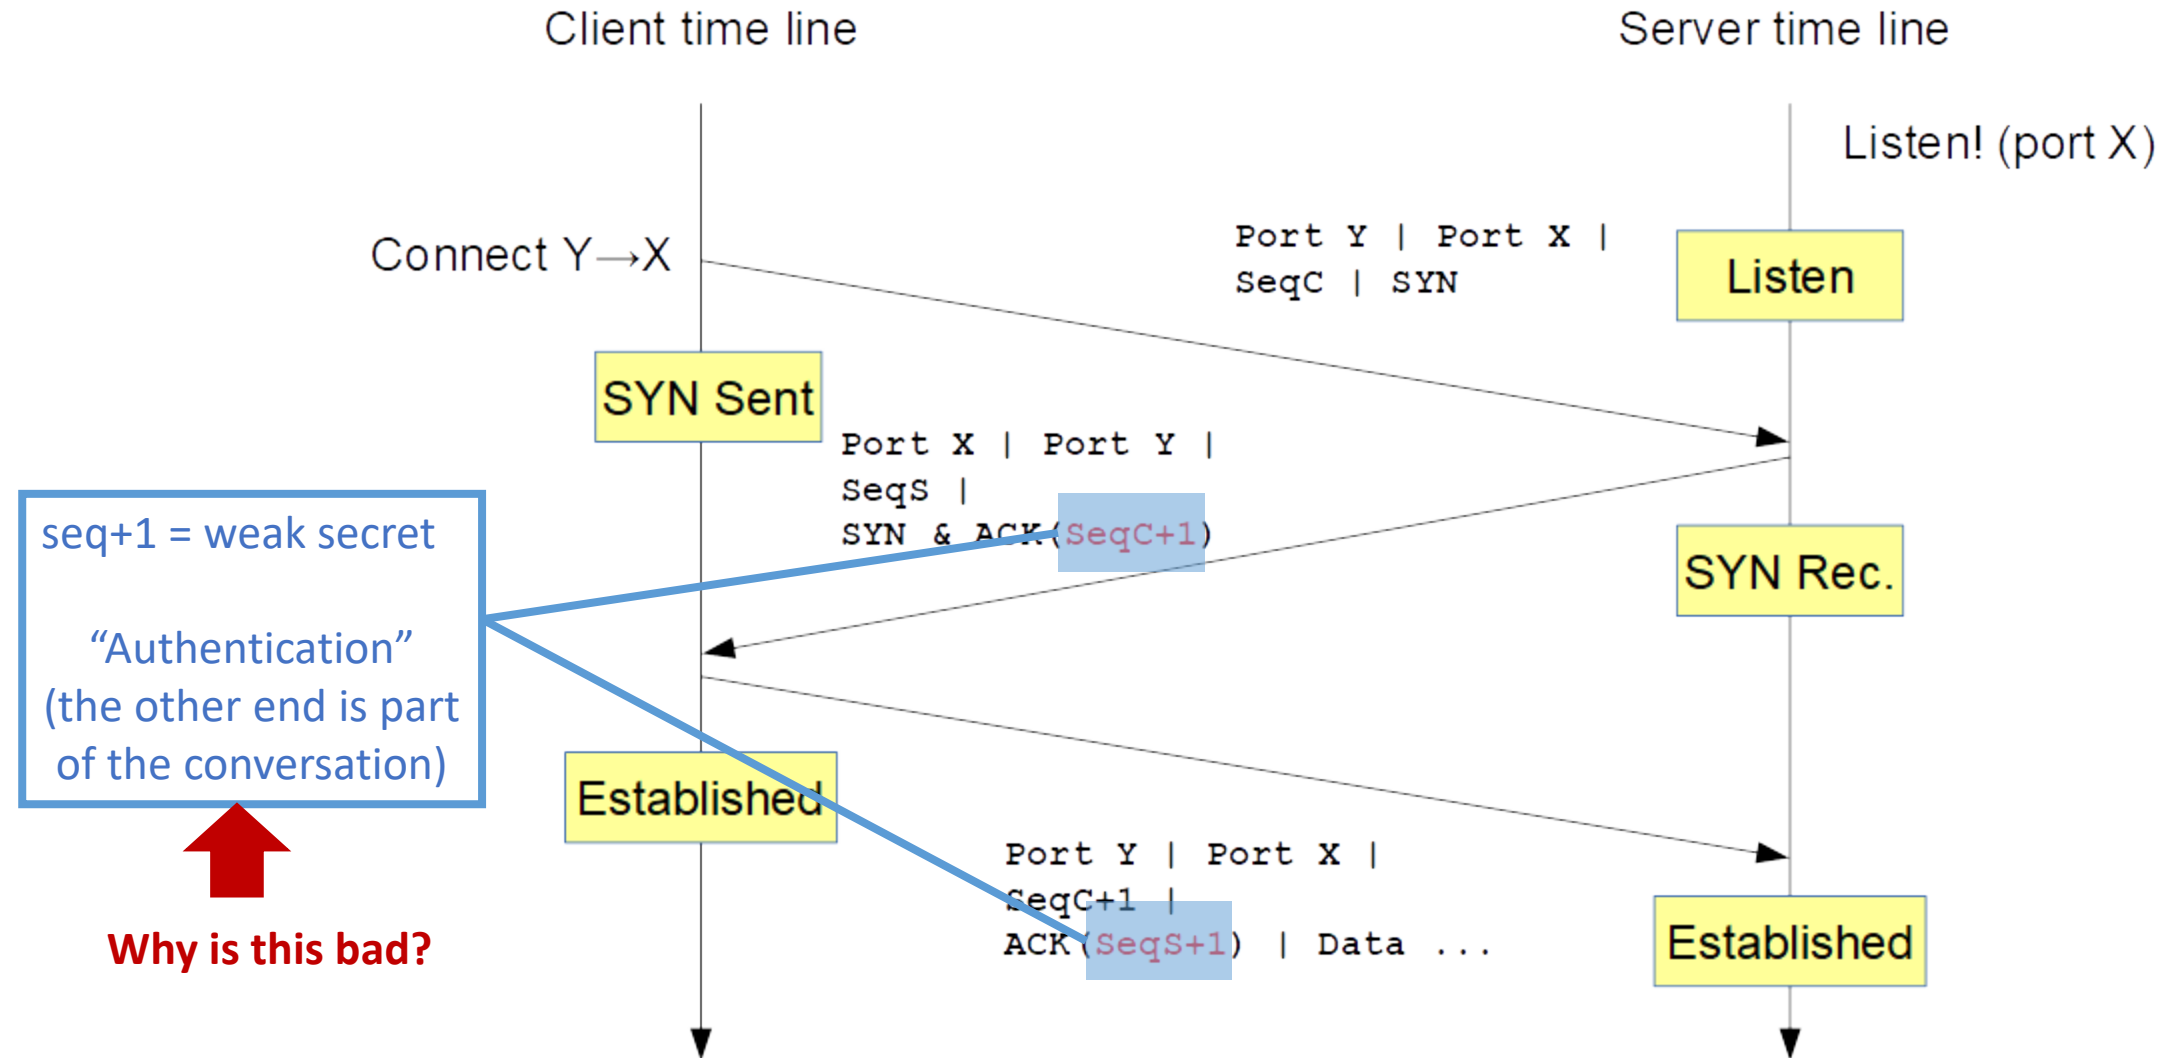 Client time line
Server time line
Listen! (port X)
Connect Y→X
Port Y | Port X |
SeqC | SYN
Listen
SYN Sent
Port X | Port Y |
SeqS |
SYN & ACK(SeqC+1)
seq+1 = weak secret
“Authentication”
(the other end is part
of the conversation)
SYN Rec.
Established
Port Y | Port X |
SeqC+1 |
ACK(SeqS+1) | Data ...
Established
Why is this bad?